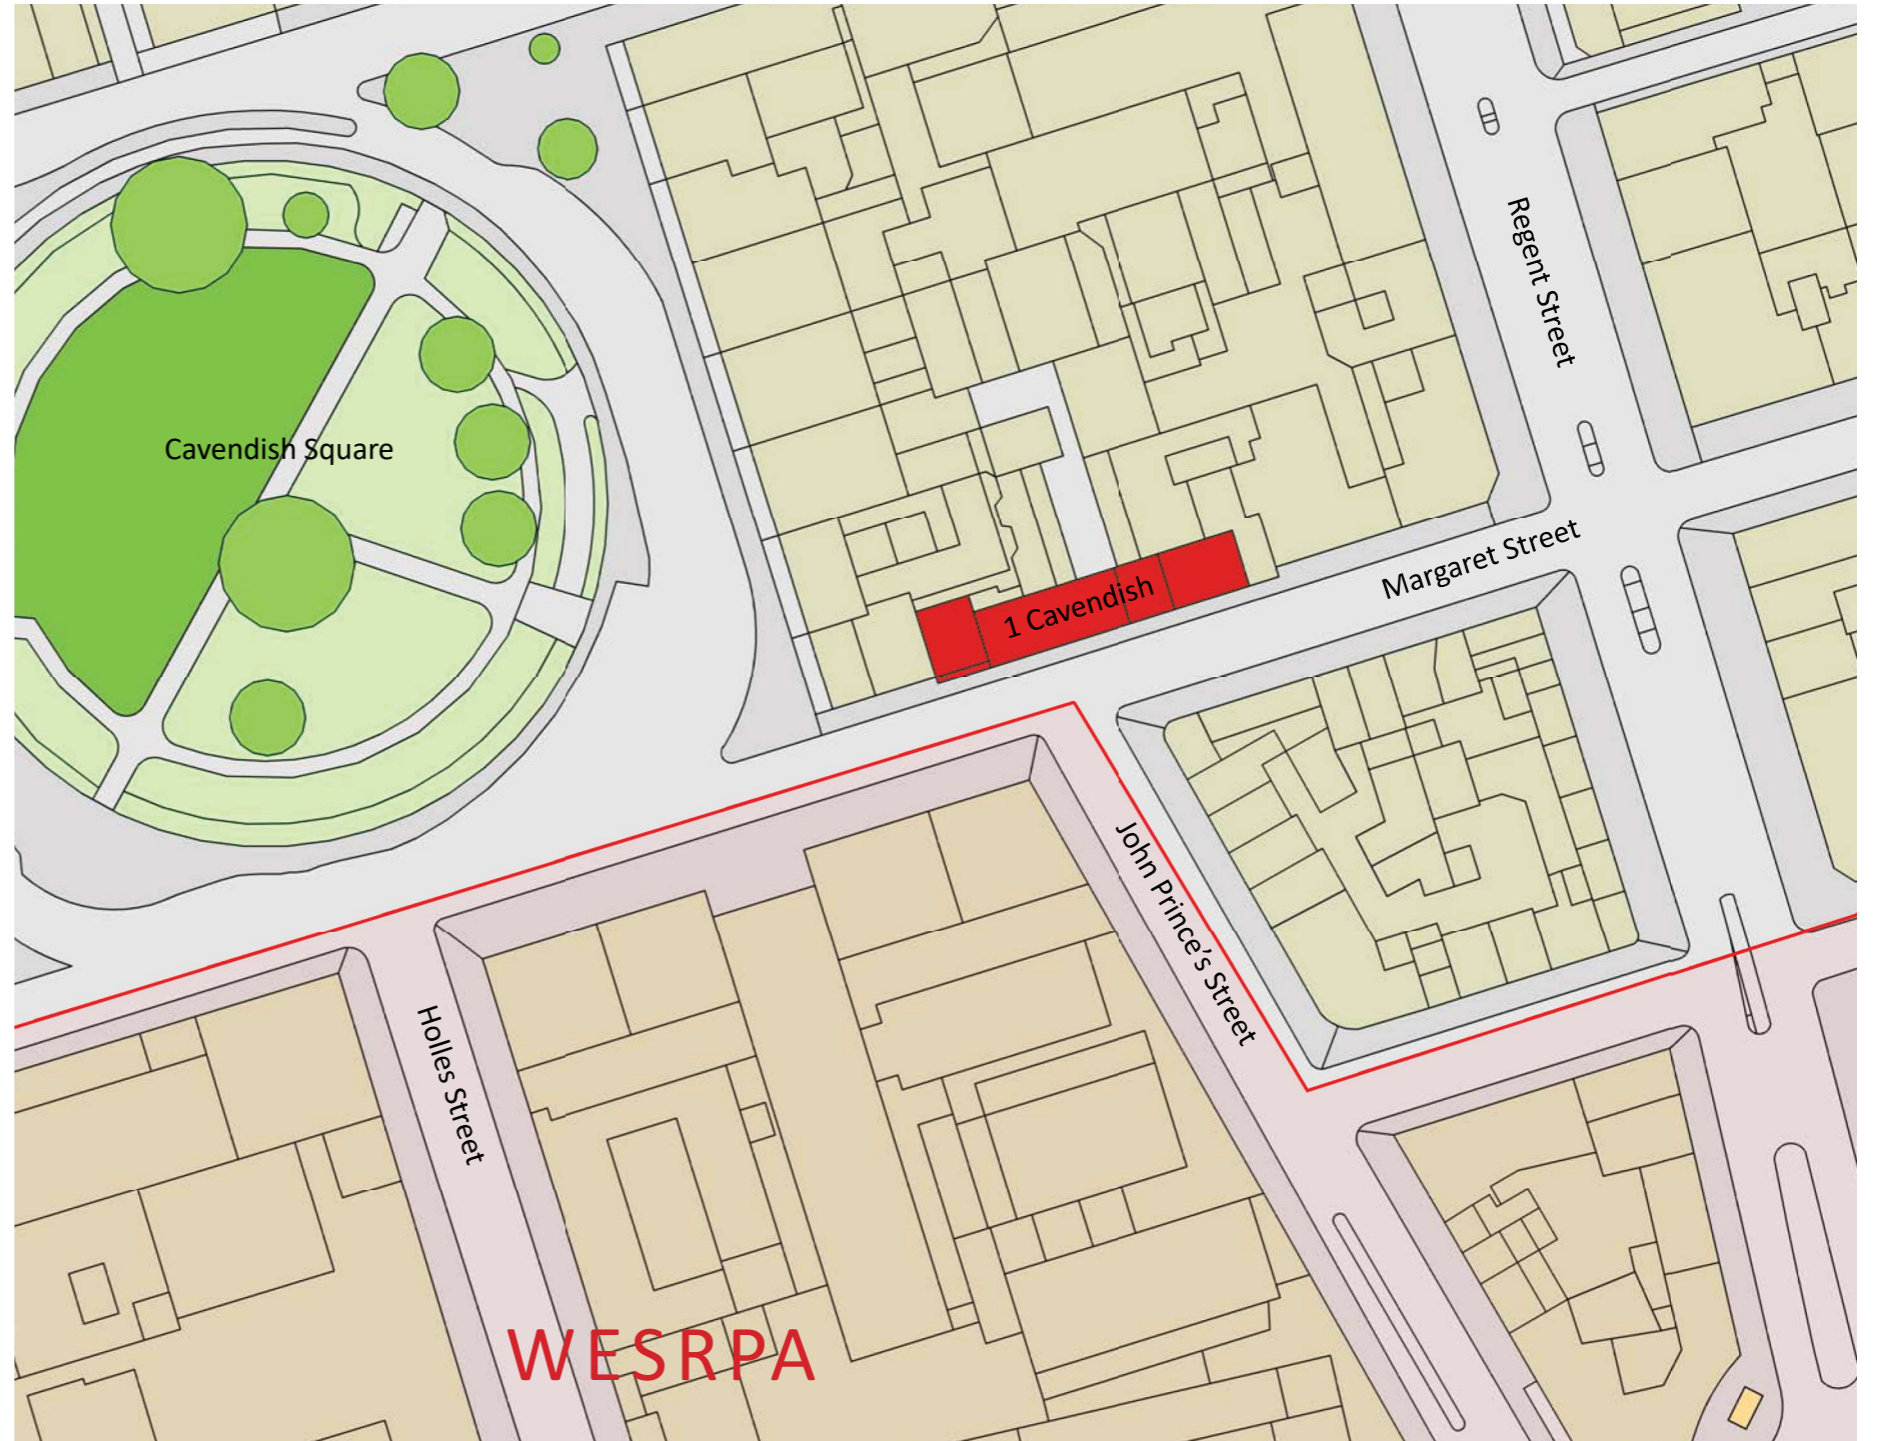 Regent Street
Cavendish Square
Margaret Street
1 Cavendish
John Prince's Street
Holles Street
WESRPA